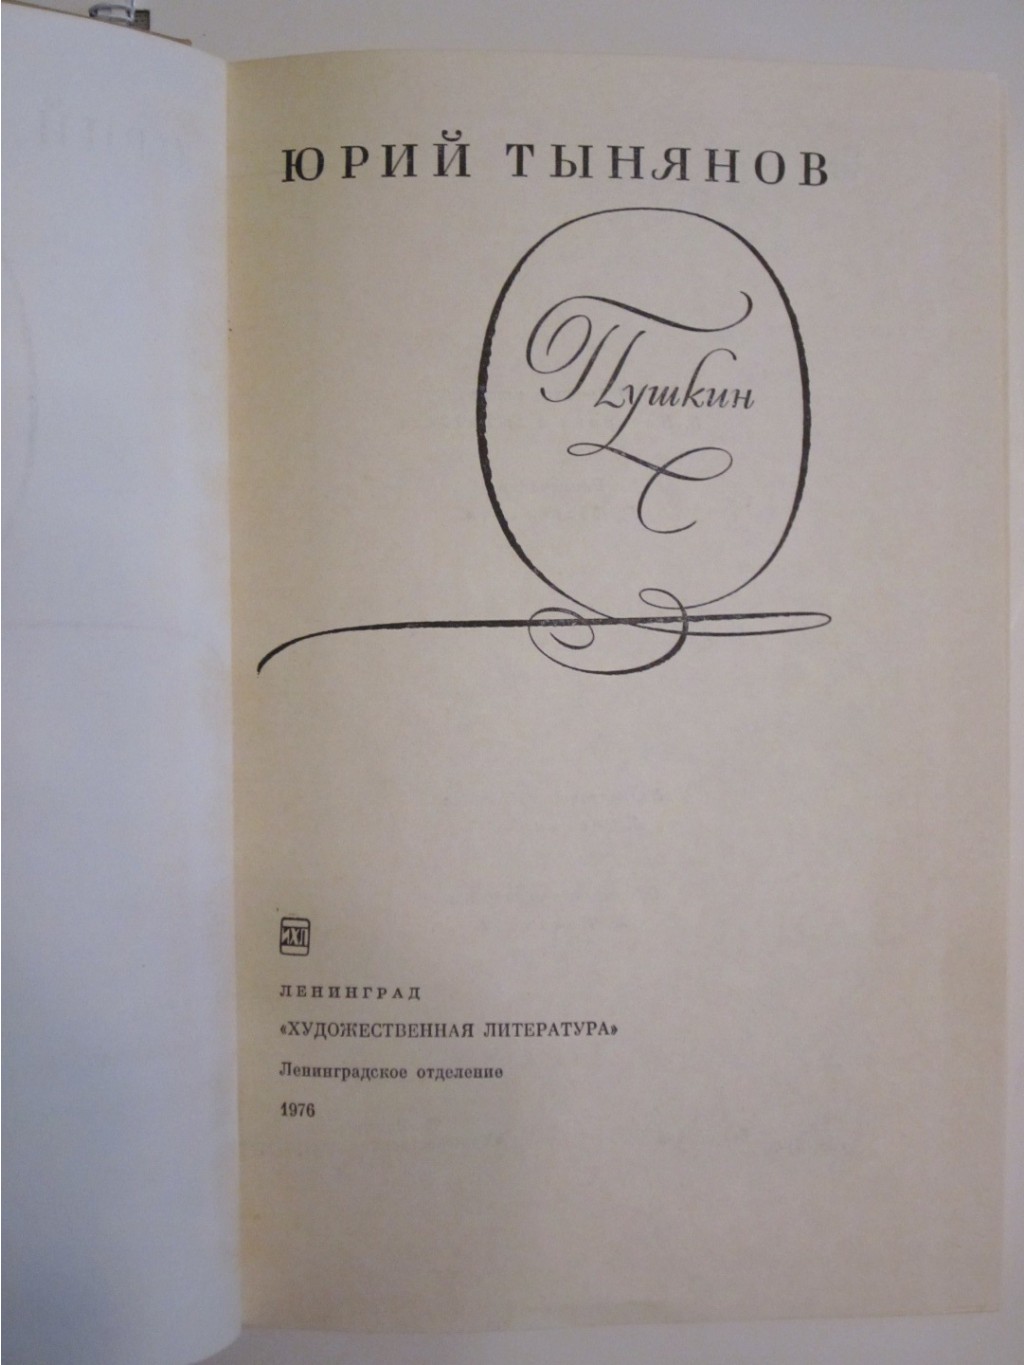 ЮРИЙ ТЫНЯНОВ
Пушкин
ЛЕНИНГРАД
«ХУДОЖЕСТВЕННАЯ ЛИТЕРАТУРА»
Ленинградское отделение
1976